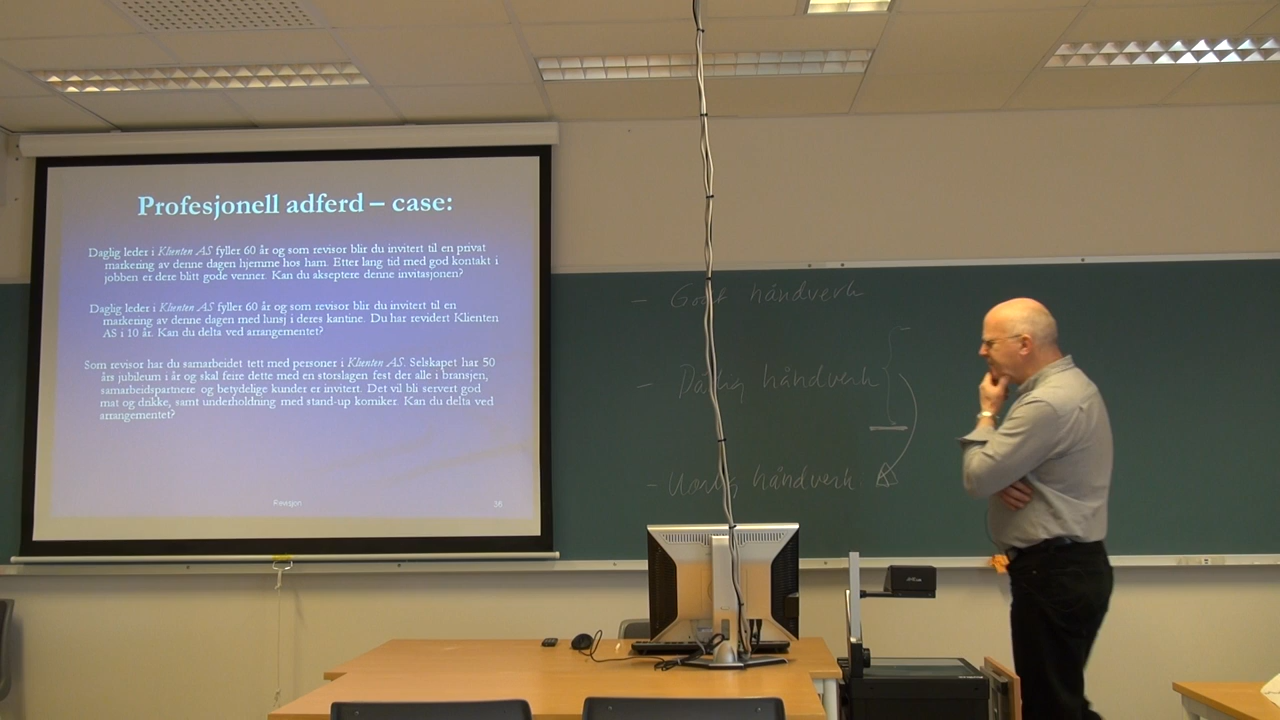 Profesjonell adferd – case:
Daglig leder i Klienten AS fyller 60 år og som revisor blir du invitert til en privat
markering av denne dagen hjemme hos ham. Etter lang tid med god kontakt i
jobben er dere blitt gode venner. Kan du akseptere denne invitasjonen?
Daglig leder i Klienten AS fyller 60 år og som revisor blir du invitert til en
markering av denne dagen med lunsj i deres kantine. Du har revidert Klienten
AS i 10 år. Kan du delta ved arrangementet?
Som revisor har du samarbeidet tett med personer i Klienten AS. Selskapet har 50
års jubileum i år og skal feire dette med en storslagen fest der alle i bransjen,
samarbeidspartnere og betydelige kunder er invitert. Det vil bli servert god
mat og drikke, samt underholdning med stand-up komiker. Kan du delta ved
arrangementet?
Revisjon 36
– Godt håndverk
– Dårlig håndverk
– håndverk